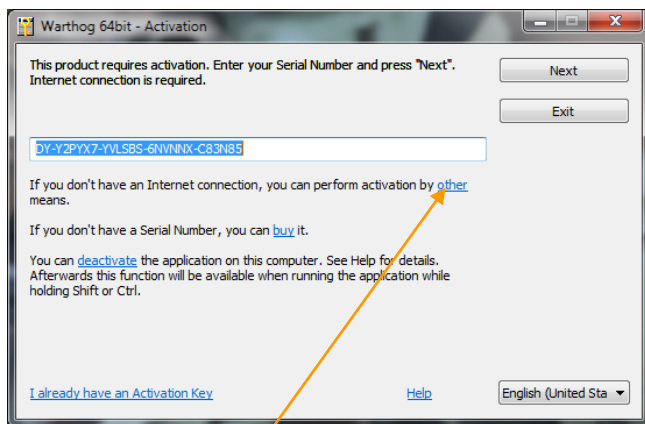 Warthog 64bit - Activation
This product requires activation. Enter your Serial Number and press "Next".
Internet connection is required.
Next
Exit
DY-Y2PYX7-YVLSBS-6NVNNX-C83N85
If you don't have an Internet connection, you can perform activation by other
means.
If you don't have a Serial Number, you can buy it.
You can deactivate the application on this computer. See Help for details.
Afterwards this function will be available when running the application while
holding Shift or Ctrl.
I already have an Activation Key
Help
English (United Sta